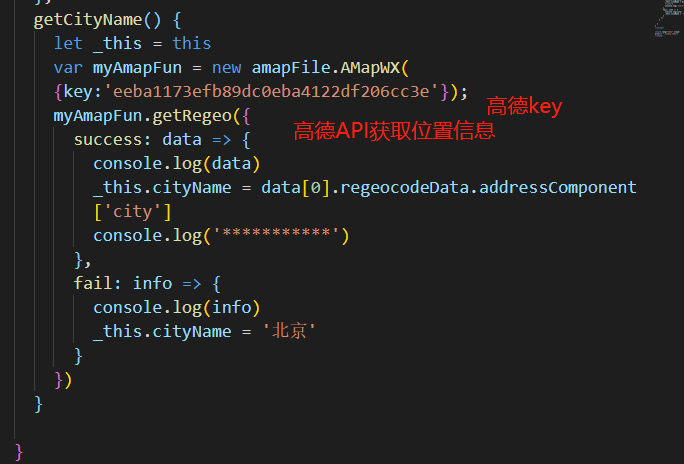 },
getCityName() {
let _this = this
var myAmapFun = new amapFile.AMapWX(
{key:'eeba1173efb89dc0eba4122df206cc3e'});
高德key
myAmapFun.getRegeo({
高德API获取位置信息
success: data => {
console.log(data)
_this.cityName = data[0].regeocodeData.addressComponent
['city']
console.log('***********')
},
fail: info => {
console.log(info)
_this.cityName = '北京'
}
})
}
}